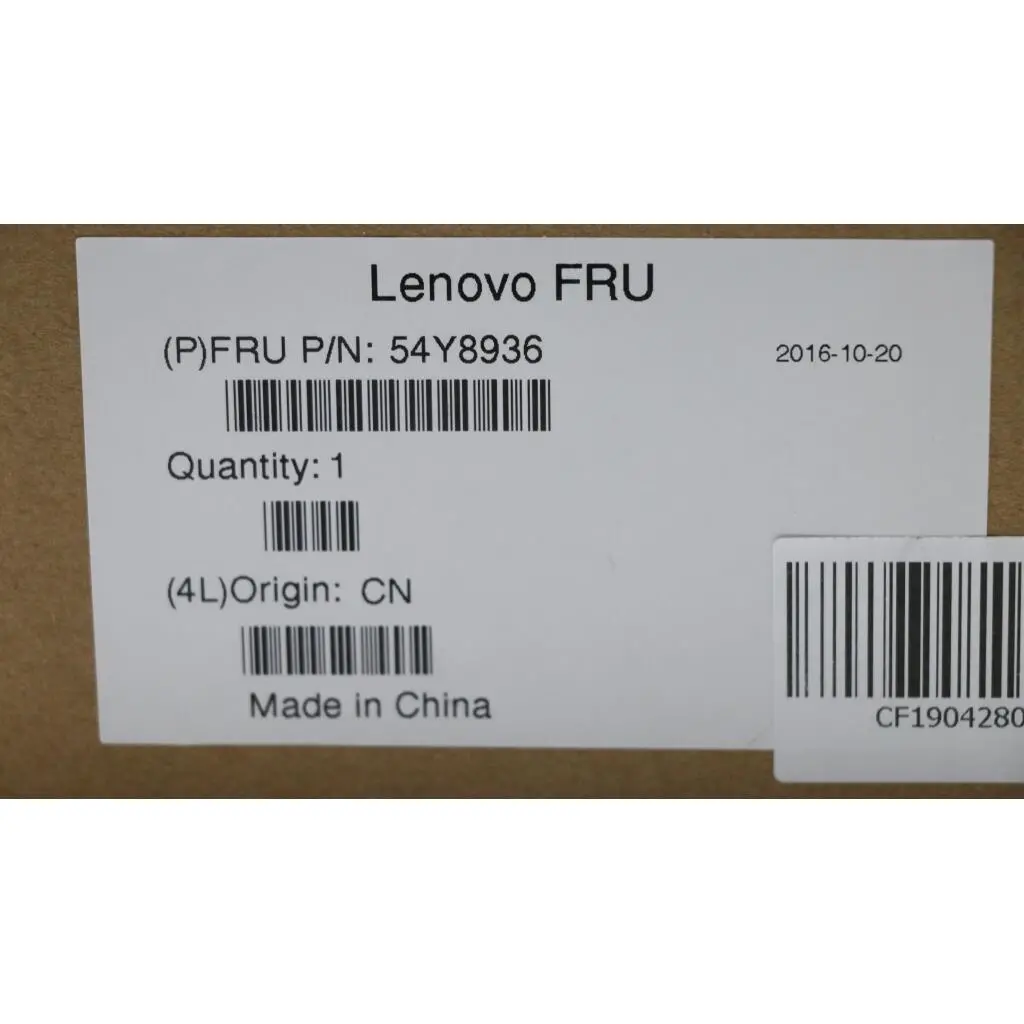 Lenovo FRU
(P)FRU P/N: 54Y8936
2016-10-20
Quantity: 1
(4L)Origin: CN
Made in China
CF1904280